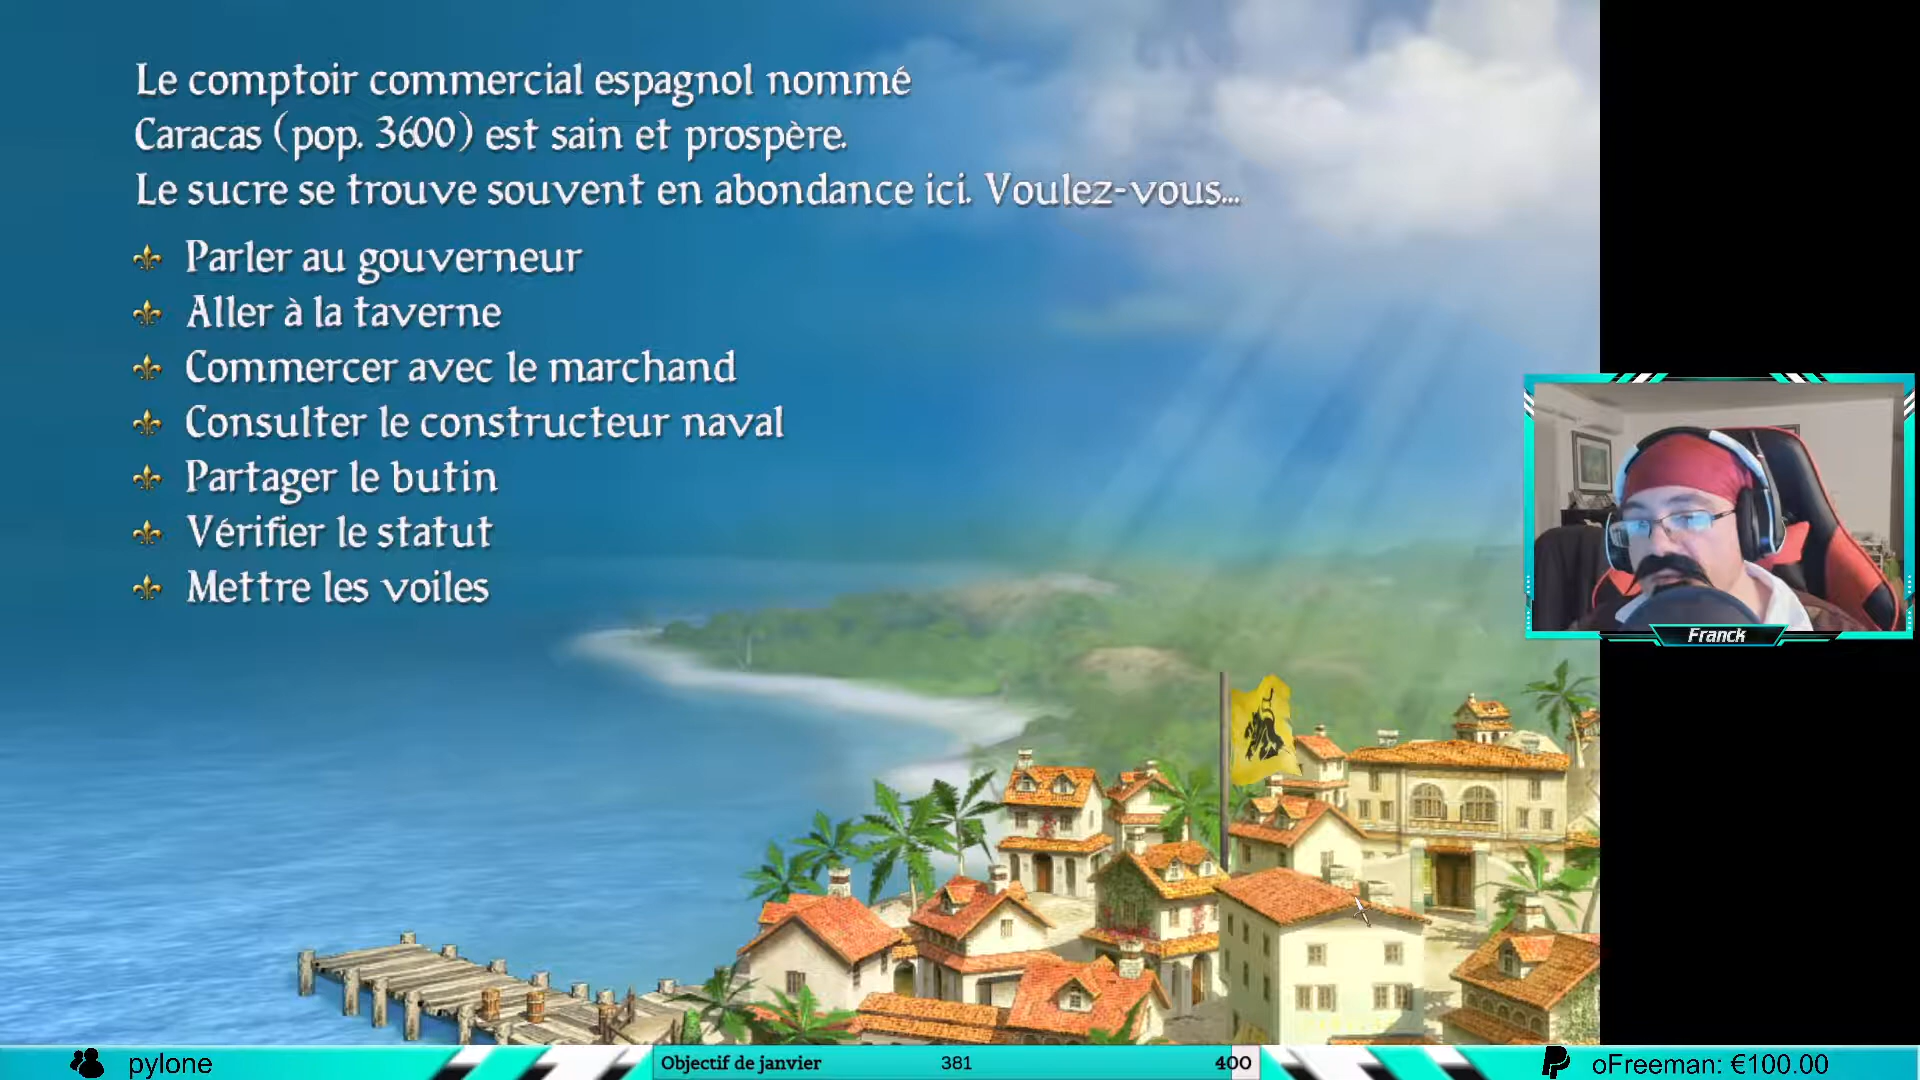 Le comptoir commercial espagnol nommé
Caracas (pop. 3600) est sain et prospère.
Le sucre se trouve souvent en abondance ici. Voulez-vous...
Parler au gouverneur
Aller à la taverne
Commercer avec le marchand
Consulter le constructeur naval
Partager le butin
Vérifier le statut
Mettre les voiles
Franck
pylone
Objectif de janvier 381 400
oFreeman: €100.00